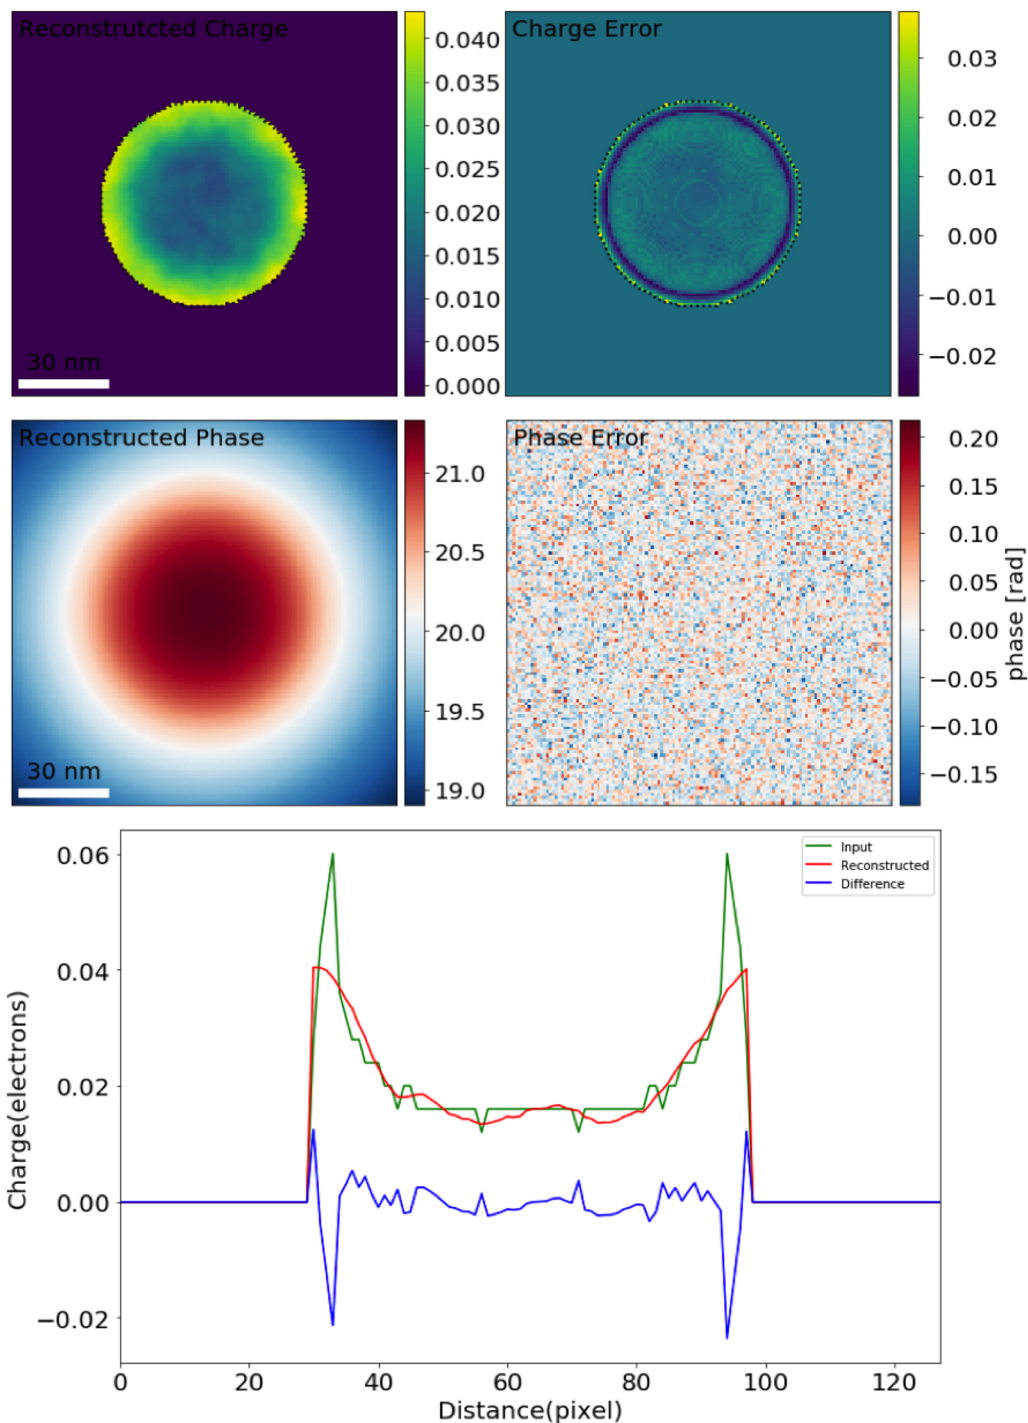 Reconstrutcted Charge
30 nm
0.040
0.035
0.030
0.025
0.020
0.015
0.010
0.005
0.000
Charge Error
0.03
0.02
0.01
0.00
−0.01
−0.02
Reconstructed Phase
30 nm
21.0
20.5
20.0
19.5
19.0
Phase Error
0.20
0.15
0.10
0.05
0.00
−0.05
−0.10
−0.15
phase [rad]
Input
Reconstructed
Difference
Charge(electrons)
0.06
0.04
0.02
0.00
−0.02
0 20 40 60 80 100 120
Distance(pixel)